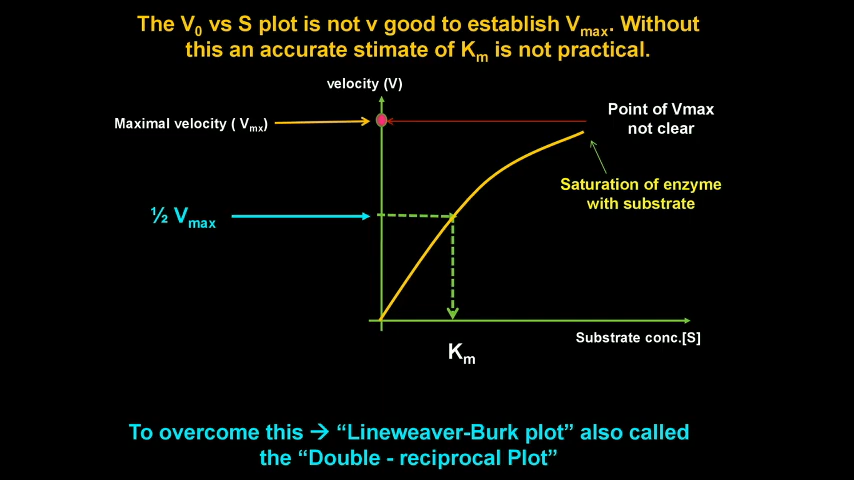 The V0 vs S plot is not v good to establish Vmax. Without
this an accurate stimate of Km is not practical.
velocity (V)
Maximal velocity ( Vmx)
Point of Vmax
not clear
Saturation of enzyme
with substrate
½ Vmax
Substrate conc.[S]
Km
To overcome this → “Lineweaver-Burk plot” also called
the “Double - reciprocal Plot”